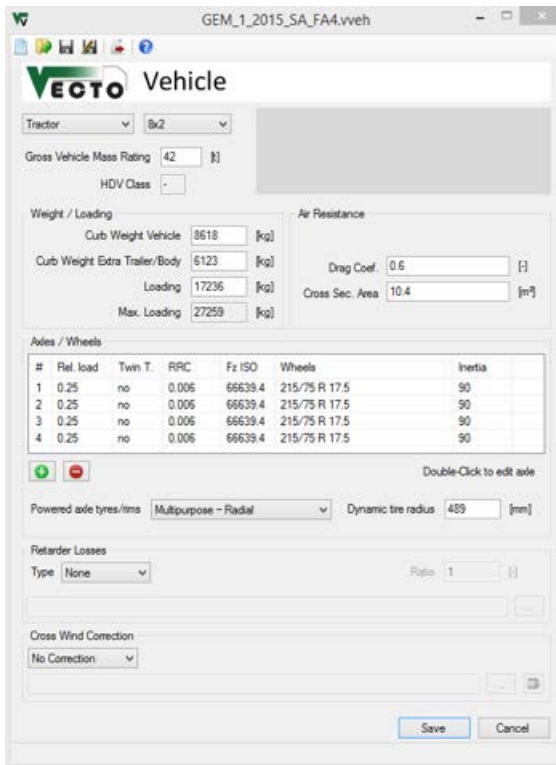 GEM_1_2015_SA_FA4.vveh
VECTO Vehicle
Tractor 8x2
Gross Vehicle Mass Rating 42 [t]
HDV Class -
Weight / Loading
Curb Weight Vehicle 8618 [kg]
Curb Weight Extra Trailer/Body 6123 [kg]
Loading 17236 [kg]
Max. Loading 27259 [kg]
Air Resistance
Drag Coef. 0.6 [-]
Cross Sec. Area 10.4 [m²]
Axles / Wheels
# Rel. load Twin T. RRC Fz ISO Wheels Inertia
1 0.25 no 0.006 66639.4 215/75 R 17.5 90
2 0.25 no 0.006 66639.4 215/75 R 17.5 90
3 0.25 no 0.006 66639.4 215/75 R 17.5 90
4 0.25 no 0.006 66639.4 215/75 R 17.5 90
Double-Click to edit axle
Powered axle tyres/rims Multipurpose - Radial Dynamic tire radius 489 [mm]
Retarder Losses
Type None Ratio 1 [-]
...
Cross Wind Correction
No Correction
...
Save Cancel